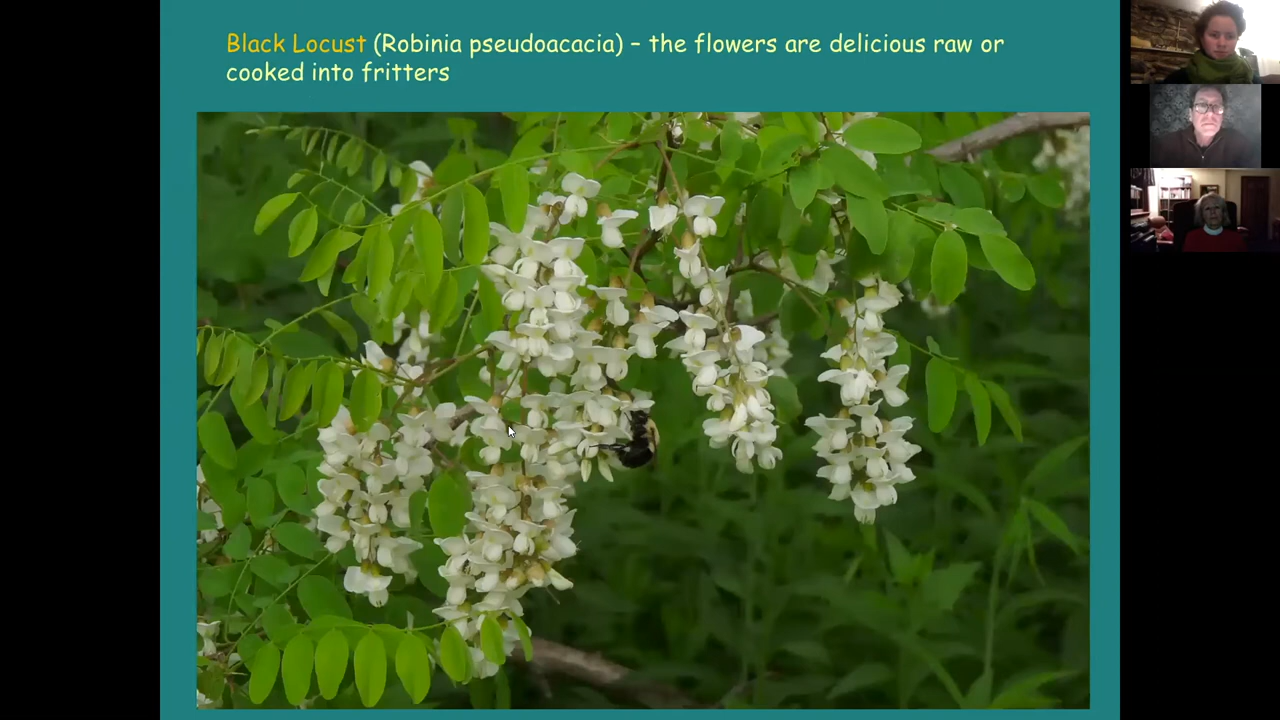 Black Locust (Robinia pseudoacacia) – the flowers are delicious raw or
cooked into fritters